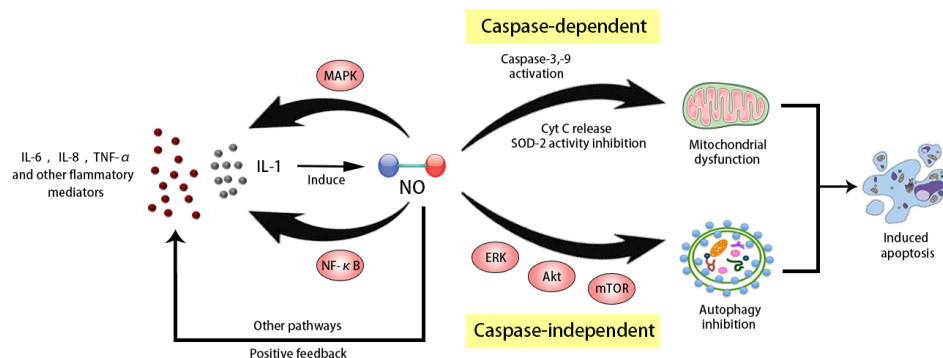 Caspase-dependent
Caspase-3,-9
activation
MAPK
Cyt C release
SOD-2 activity inhibition
Mitochondrial
dysfunction
IL-6 , IL-8 , TNF-α
and other flammatory
mediators
IL-1
Induce
NO
NF-κB
ERK
Akt
mTOR
Autophagy
inhibition
Induced
apoptosis
Other pathways
Positive feedback
Caspase-independent